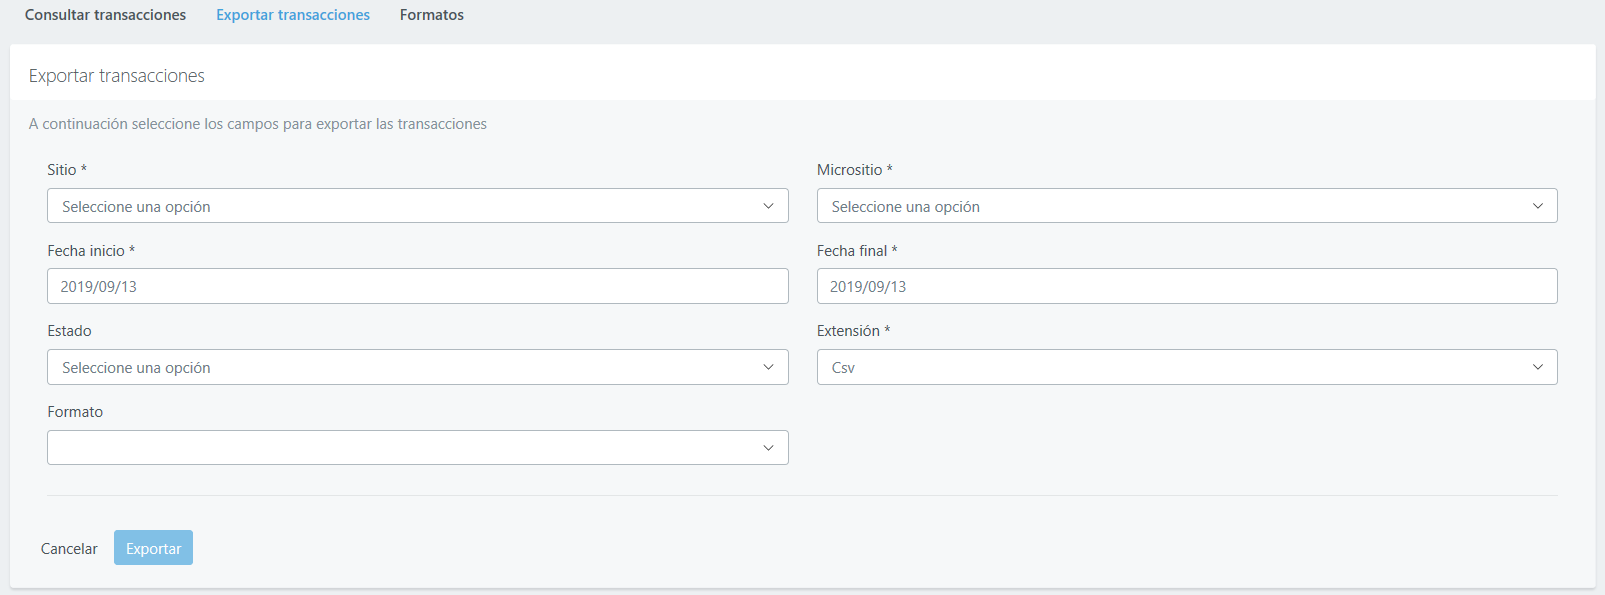 Consultar transacciones Exportar transacciones Formatos
Exportar transacciones
A continuación seleccione los campos para exportar las transacciones
Sitio * Micrositio *
Seleccione una opción Seleccione una opción
Fecha inicio * Fecha final *
2019/09/13 2019/09/13
Estado Extensión *
Seleccione una opción Csv
Formato
Cancelar Exportar